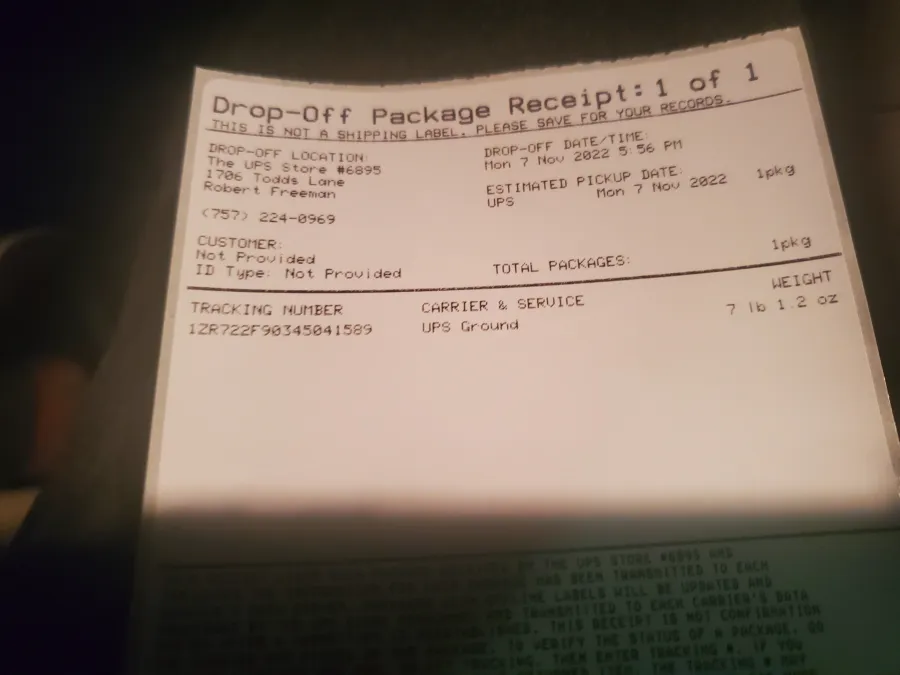 Drop-Off Package Receipt: 1 of 1
THIS IS NOT A SHIPPING LABEL. PLEASE SAVE FOR YOUR RECORDS.
DROP-OFF LOCATION:
The UPS Store #6895
1706 Todds Lane
Robert Freeman
(757) 224-0969
DROP-OFF DATE/TIME:
Mon 7 Nov 2022 5:56 PM
ESTIMATED PICKUP DATE:
UPS Mon 7 Nov 2022 1pkg
CUSTOMER:
Not Provided
ID Type: Not Provided
TOTAL PACKAGES: 1pkg
TRACKING NUMBER CARRIER & SERVICE WEIGHT
1ZR722F90345041589 UPS Ground 7 lb 1.2 oz
THE UPS STORE #6895 AND
HAS BEEN TRANSMITTED TO EACH
THE LABELS WILL BE UPDATED AND
AND TRANSMITTED TO EACH CARRIER'S DATA
THIS RECEIPT IS NOT CONFIRMATION
TO VERIFY THE STATUS OF A PACKAGE, GO
THEN ENTER TRACKING #. IF YOU
THE TRACKING # MAY